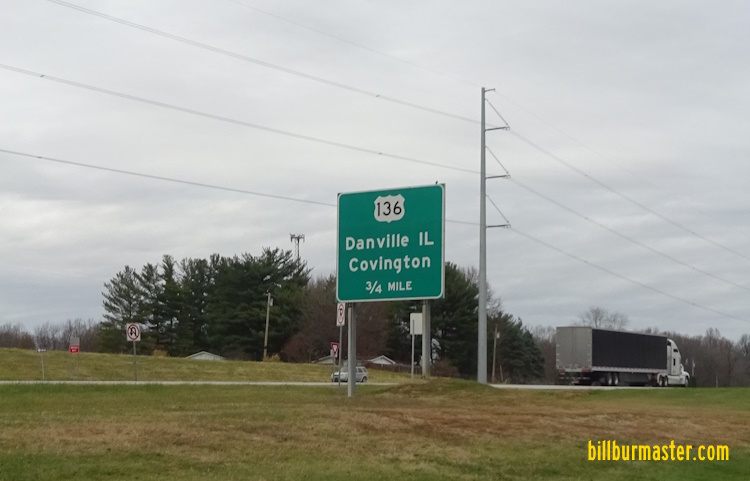 136
Danville IL
Covington
3/4 MILE
billburmaster.com